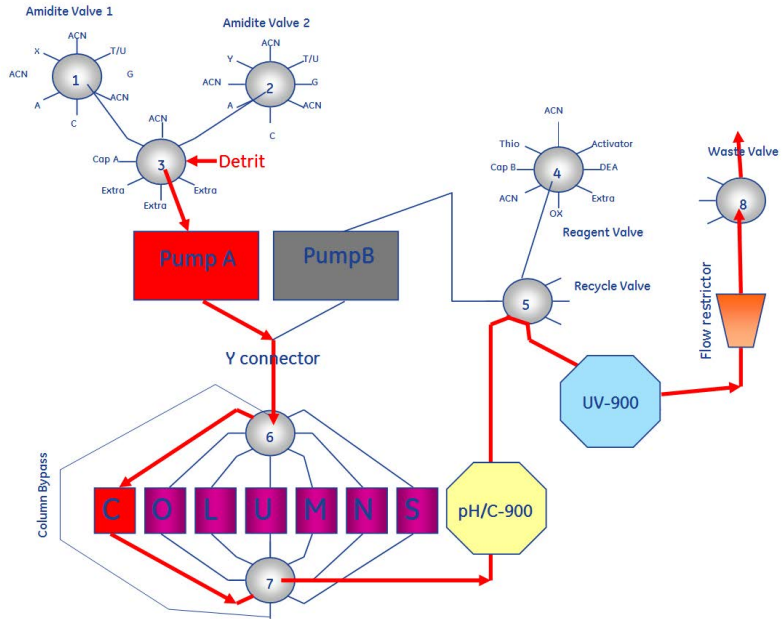 Amidite Valve 1
Amidite Valve 2
ACN
X
T/U
ACN
1
G
A
ACN
C
ACN
Y
T/U
ACN
2
G
A
ACN
C
ACN
Cap A
3
Detrit
Extra
Extra
Extra
ACN
Thio
Activator
Cap B
4
DEA
ACN
Extra
OX
Reagent Valve
Waste Valve
8
Pump A
PumpB
5
Recycle Valve
Flow restrictor
Y connector
UV-900
6
Column Bypass
C O L U M N S
pH/C-900
7